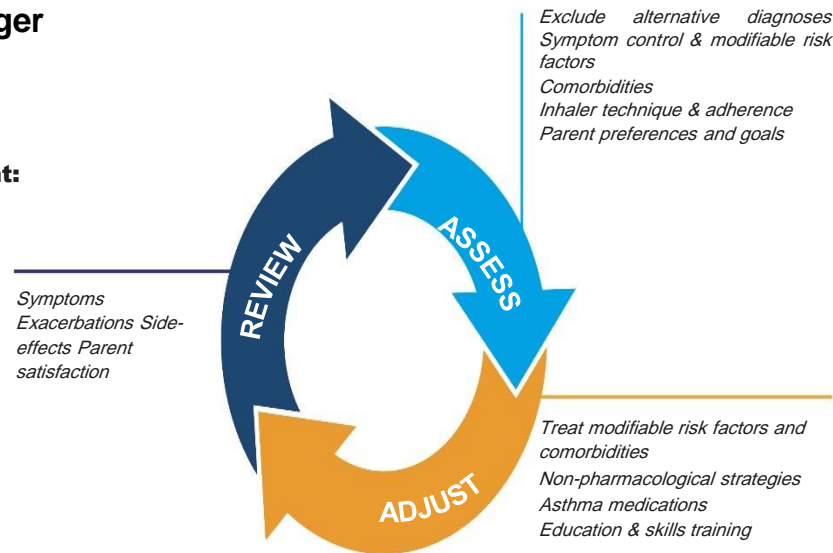 ger
t:
Exclude alternative diagnoses
Symptom control & modifiable risk
factors
Comorbidities
Inhaler technique & adherence
Parent preferences and goals
REVIEW
ASSESS
Symptoms
Exacerbations Side-
effects Parent
satisfaction
ADJUST
Treat modifiable risk factors and
comorbidities
Non-pharmacological strategies
Asthma medications
Education & skills training